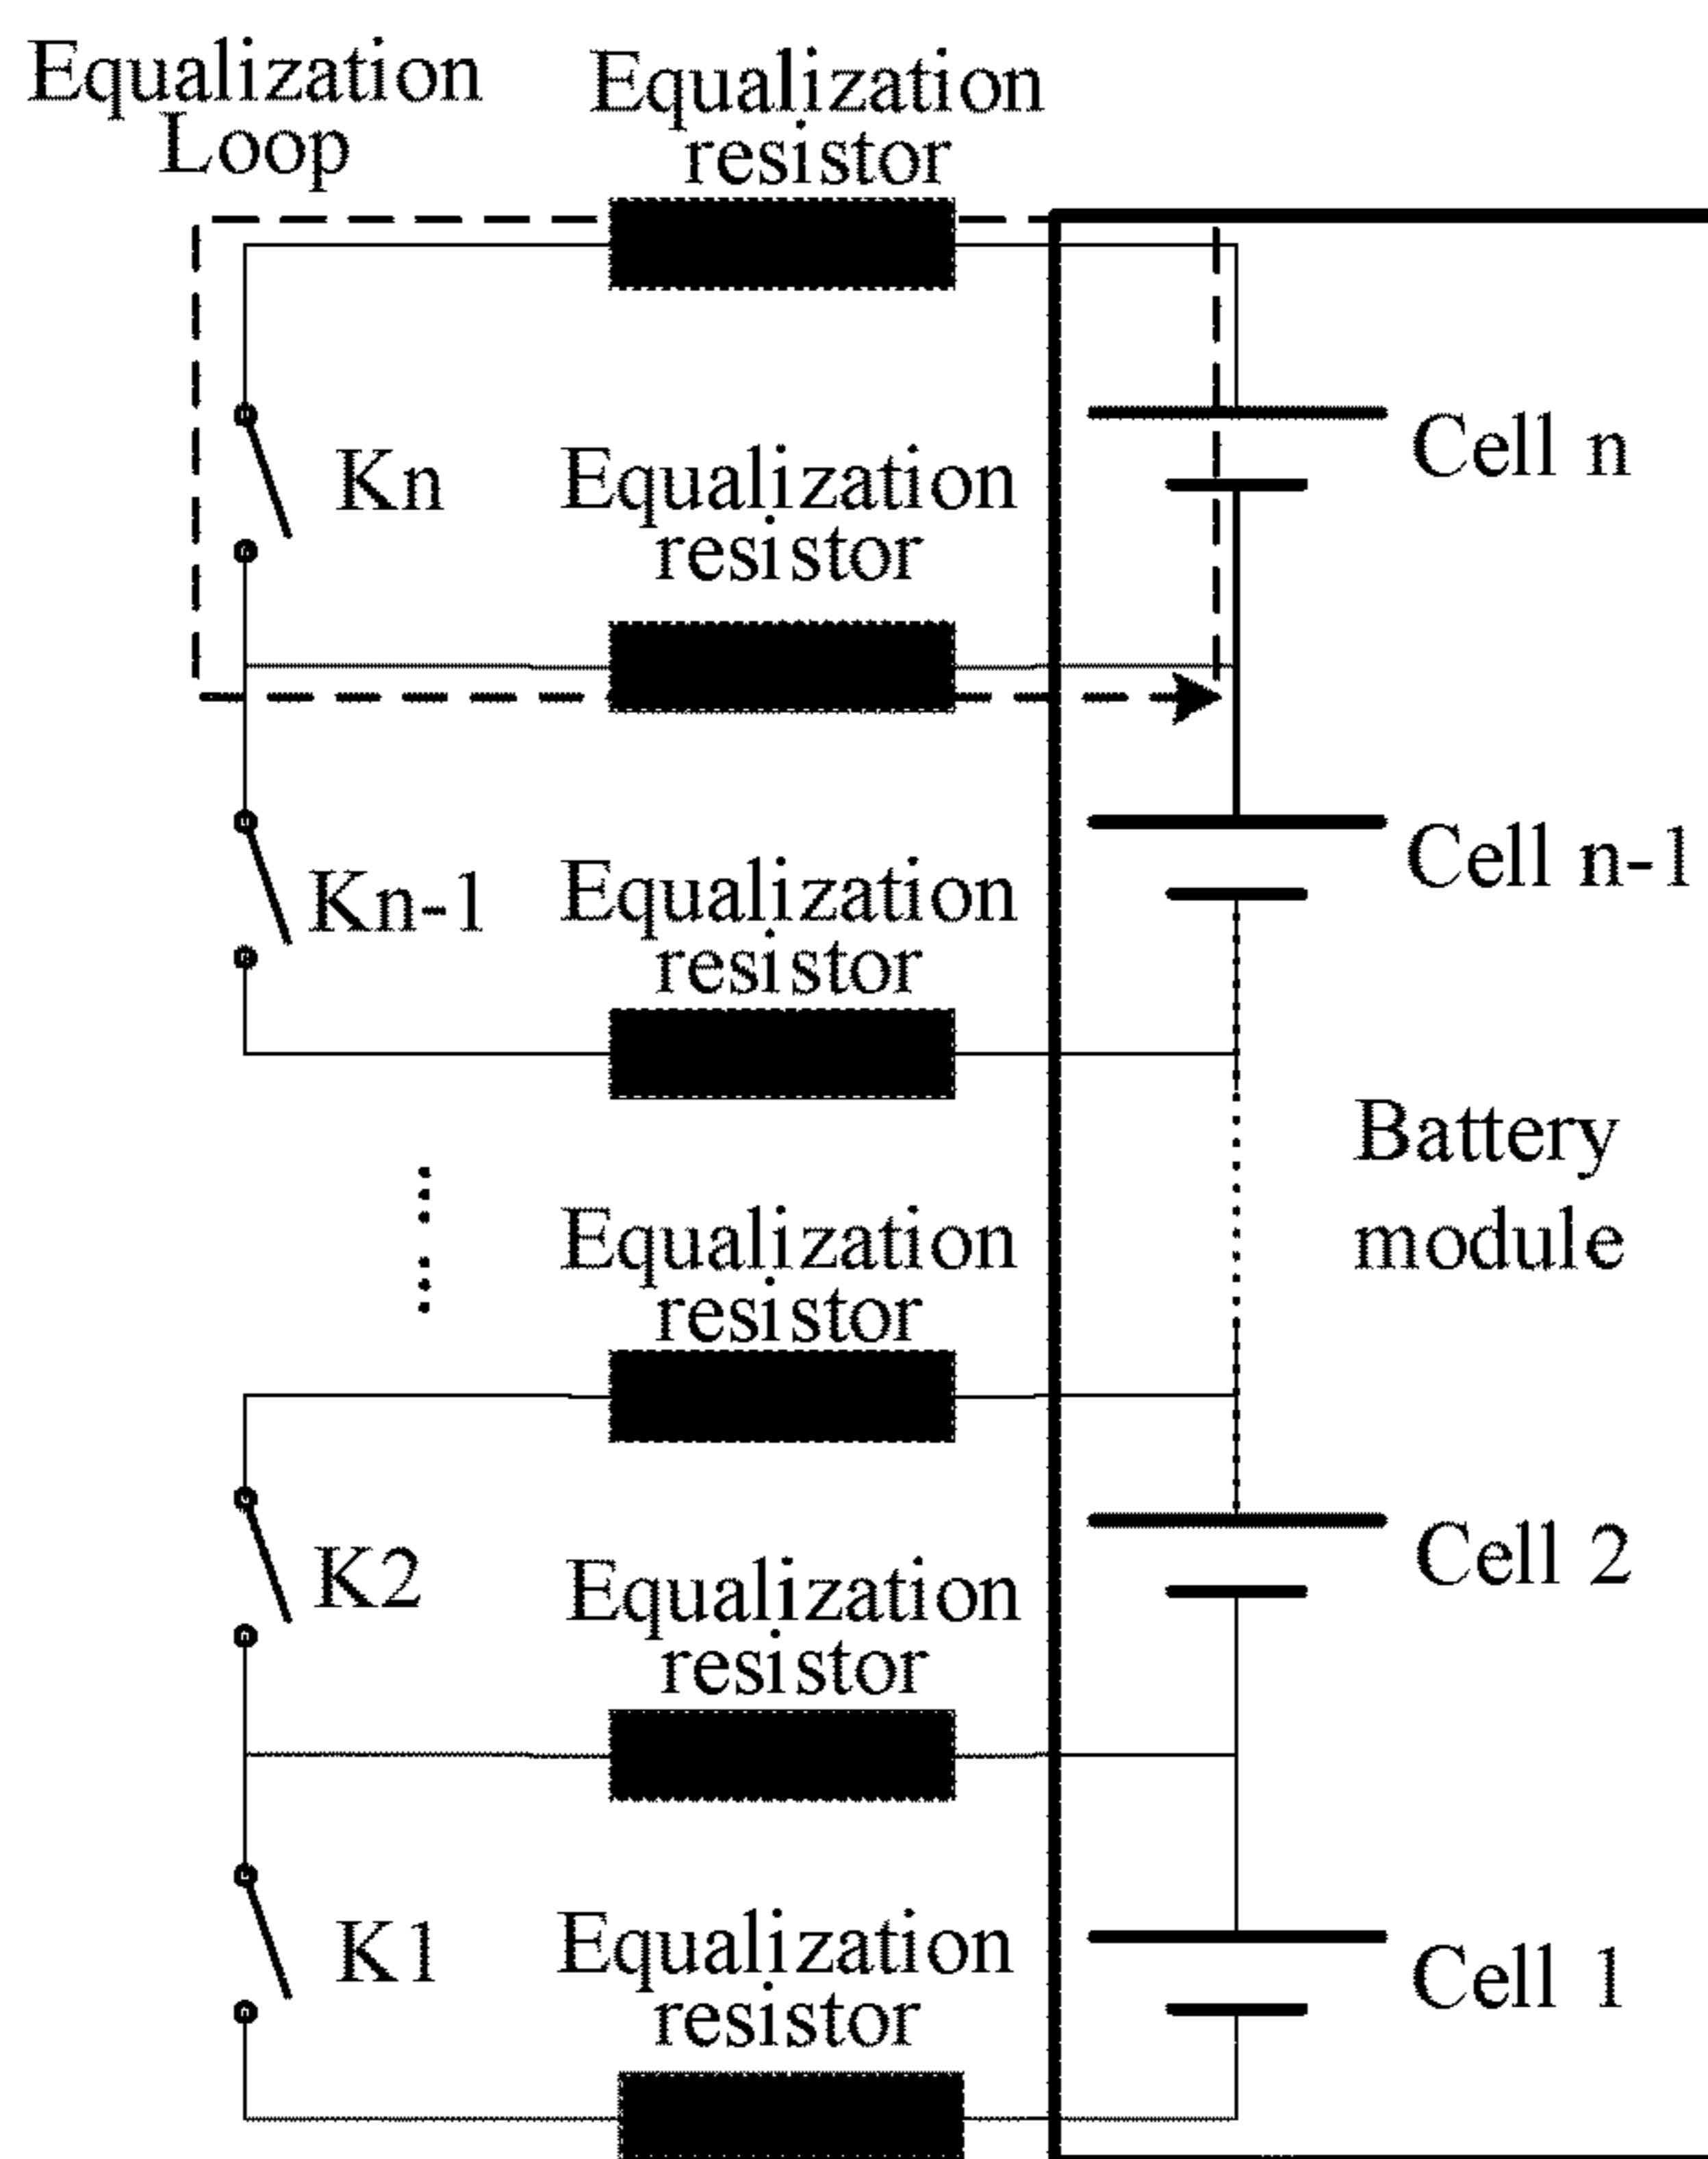 Equalization
Loop
Equalization
resistor
Kn
Equalization
resistor
Cell n
Kn-1
Equalization
resistor
Cell n-1
Battery
module
Equalization
resistor
K2
Equalization
resistor
Cell 2
K1
Equalization
resistor
Cell 1